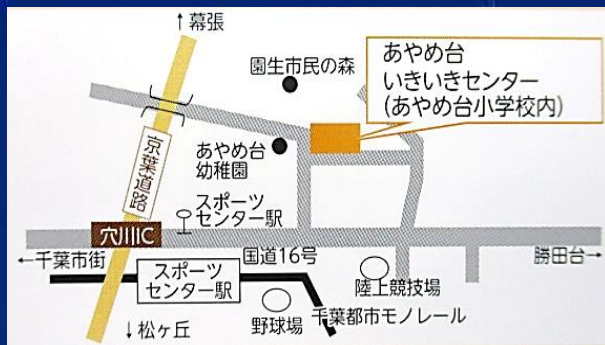 ↑幕張
園生市民の森
あやめ台
いきいきセンター
(あやめ台小学校内)
あやめ台
幼稚園
京葉道路
スポーツ
センター駅
穴川IC
←千葉市街
国道16号
勝田台→
スポーツ
センター駅
陸上競技場
野球場
千葉都市モノレール
↓松ヶ丘